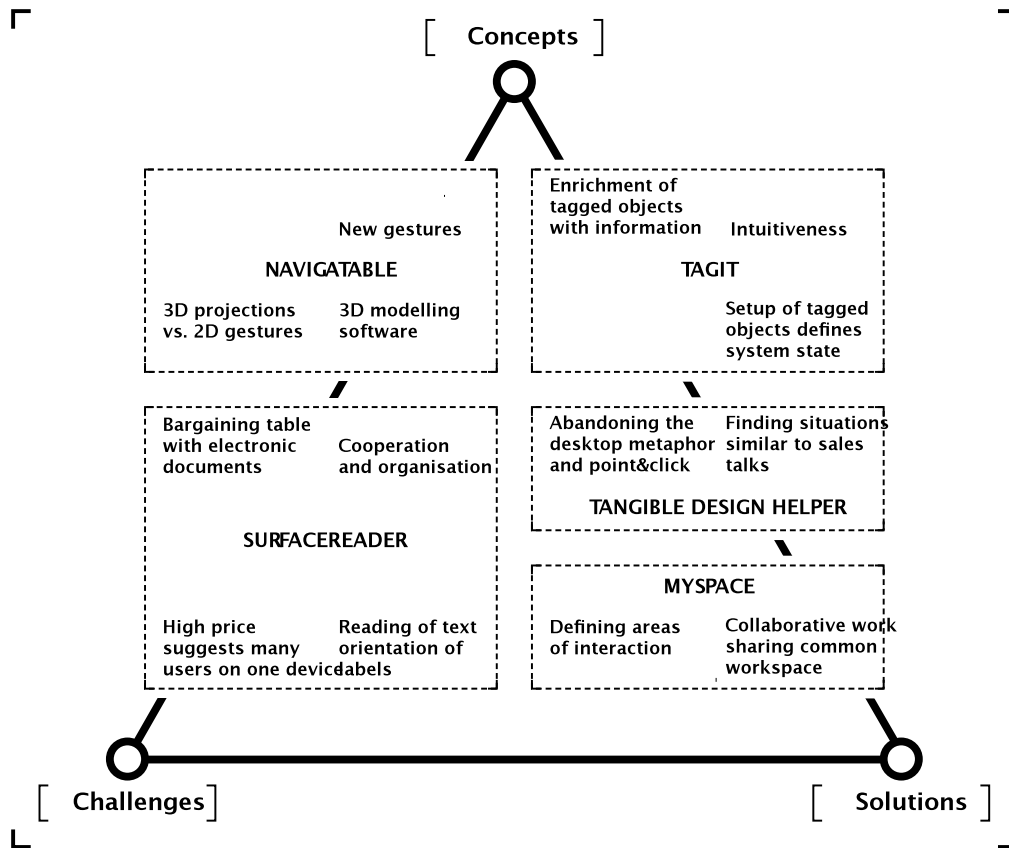 [ Concepts ]
New gestures
NAVIGATABLE
3D projections
vs. 2D gestures
3D modelling
software
Enrichment of
tagged objects
with information
Intuitiveness
TAGIT
Setup of tagged
objects defines
system state
Bargaining table
with electronic
documents
Cooperation
and organisation
SURFACEREADER
High price
suggests many
users on one device
Reading of text
orientation of
labels
Abandoning the
desktop metaphor
and point&click
Finding situations
similar to sales
talks
TANGIBLE DESIGN HELPER
MYSPACE
Defining areas
of interaction
Collaborative work
sharing common
workspace
[ Challenges ]
[ Solutions ]